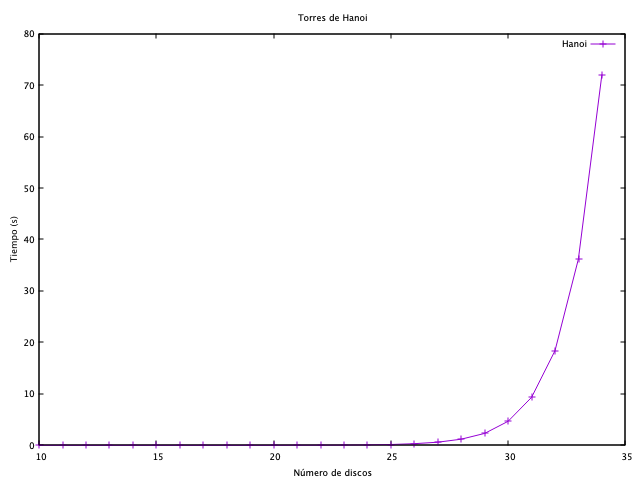 Torres de Hanoi
Hanoi
80
70
60
50
40
30
20
10
0
Tiempo (s)
10 15 20 25 30 35
Número de discos